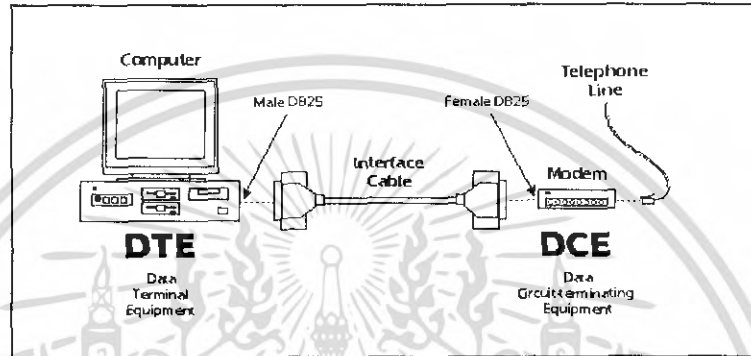 Computer
Telephone
Line
Male DB25
Female DB25
Interface
Cable
Modem
DTE
Data
Terminal
Equipment
DCE
Data
Circuit-terminating
Equipment